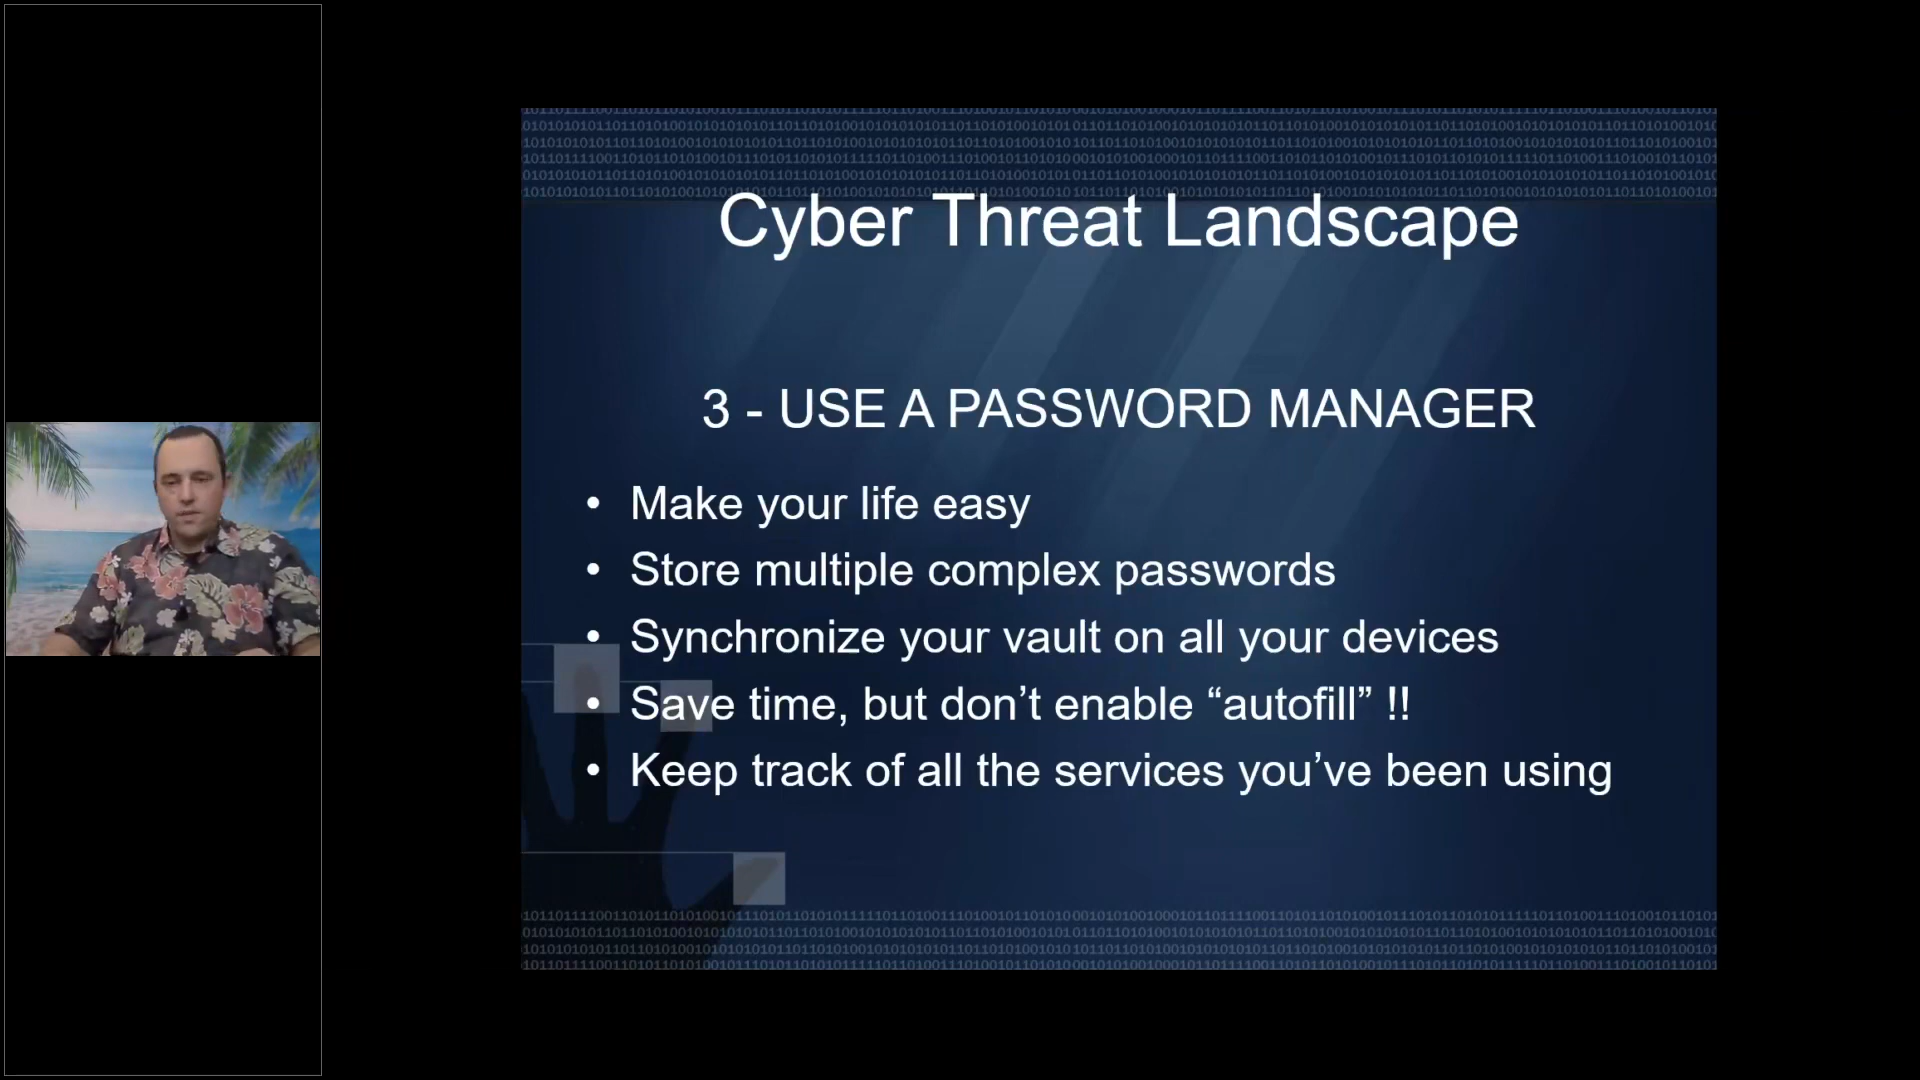 Cyber Threat Landscape
3 - USE A PASSWORD MANAGER
• Make your life easy
• Store multiple complex passwords
• Synchronize your vault on all your devices
• Save time, but don’t enable “autofill” !!
• Keep track of all the services you’ve been using